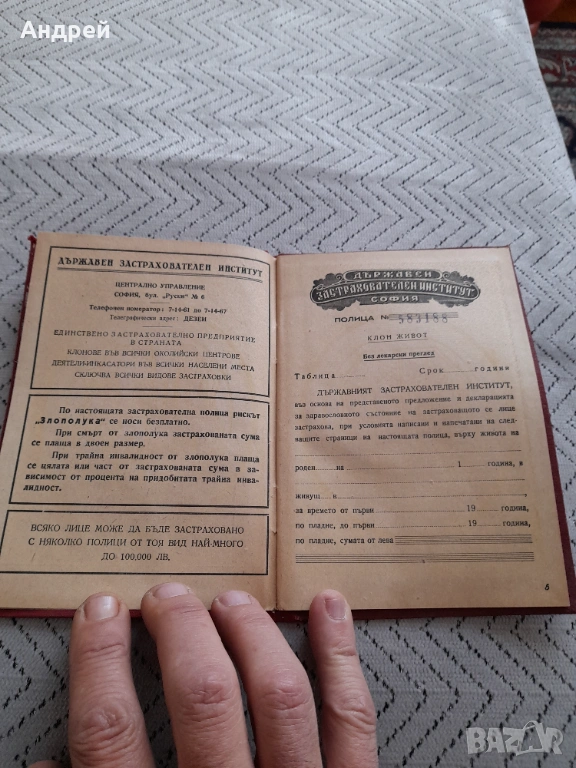 Андрей
ДЪРЖАВЕН ЗАСТРАХОВАТЕЛЕН ИНСТИТУТ
ЦЕНТРАЛНО УПРАВЛЕНИЕ
СОФИЯ, бул. „Руски" № 6
Телефонен номератор: 7-14-61 до 7-14-67
Телеграфически адрес: ДЕЗЕИ
ЕДИНСТВЕНО ЗАСТРАХОВАТЕЛНО ПРЕДПРИЯТИЕ
В СТРАНАТА
КЛОНОВЕ ВЪВ ВСИЧКИ ОКОЛИЙСКИ ЦЕНТРОВЕ
ДЕЯТЕЛИ-ИНКАСАТОРИ ВЪВ ВСИЧКИ НАСЕЛЕНИ МЕСТА
СКЛЮЧВА ВСИЧКИ ВИДОВЕ ЗАСТРАХОВКИ
По настоящата застрахователна полица рискът
„Злополука" се носи безплатно.
При смърт от злополука застрахованата сума
се плаща в двоен размер.
При трайна инвалидност от злополука плаща
се цялата или част от застрахованата сума в за-
висимост от процента на придобитата трайна инва-
лидност.
ВСЯКО ЛИЦЕ МОЖЕ ДА БЪДЕ ЗАСТРАХОВАНО
С НЯКОЛКО ПОЛИЦИ ОТ ТОЯ ВИД НАЙ-МНОГО
ДО 100,000 ЛВ.
ДЪРЖАВЕН
ЗАСТРАХОВАТЕЛЕН ИНСТИТУТ
СОФИЯ
ПОЛИЦА № 583188
КЛОН ЖИВОТ
Без лекарски преглед
Таблица Срок години
ДЪРЖАВНИЯТ ЗАСТРАХОВАТЕЛЕН ИНСТИТУТ,
въз основа на представеното предложение и декларацията
за здравословното състояние на застрахованото се лице
застрахова, при условията написани и напечатани на след-
ващите страници на настоящата полица, върху живота на
роден на 1 година, в
живущ к
за времето от първи 19 година,
по пладне, до първи 19 година,
по пладне, сумата от лева
5
BAZAR